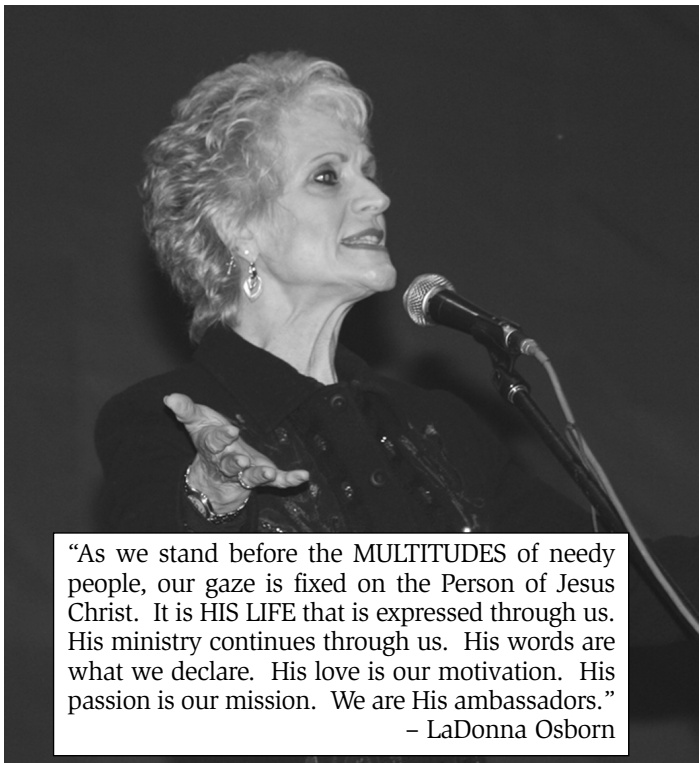 “As we stand before the MULTITUDES of needy
people, our gaze is fixed on the Person of Jesus
Christ.  It is HIS LIFE that is expressed through us.
His ministry continues through us.  His words are
what we declare.  His love is our motivation.  His
passion is our mission.  We are His ambassadors.”
– LaDonna Osborn